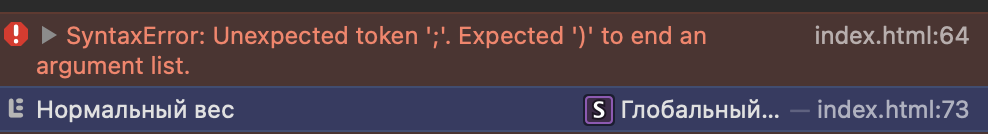 SyntaxError: Unexpected token ';'. Expected ')' to end an index.html:64
argument list.
Нормальный вес S Глобальный... — index.html:73